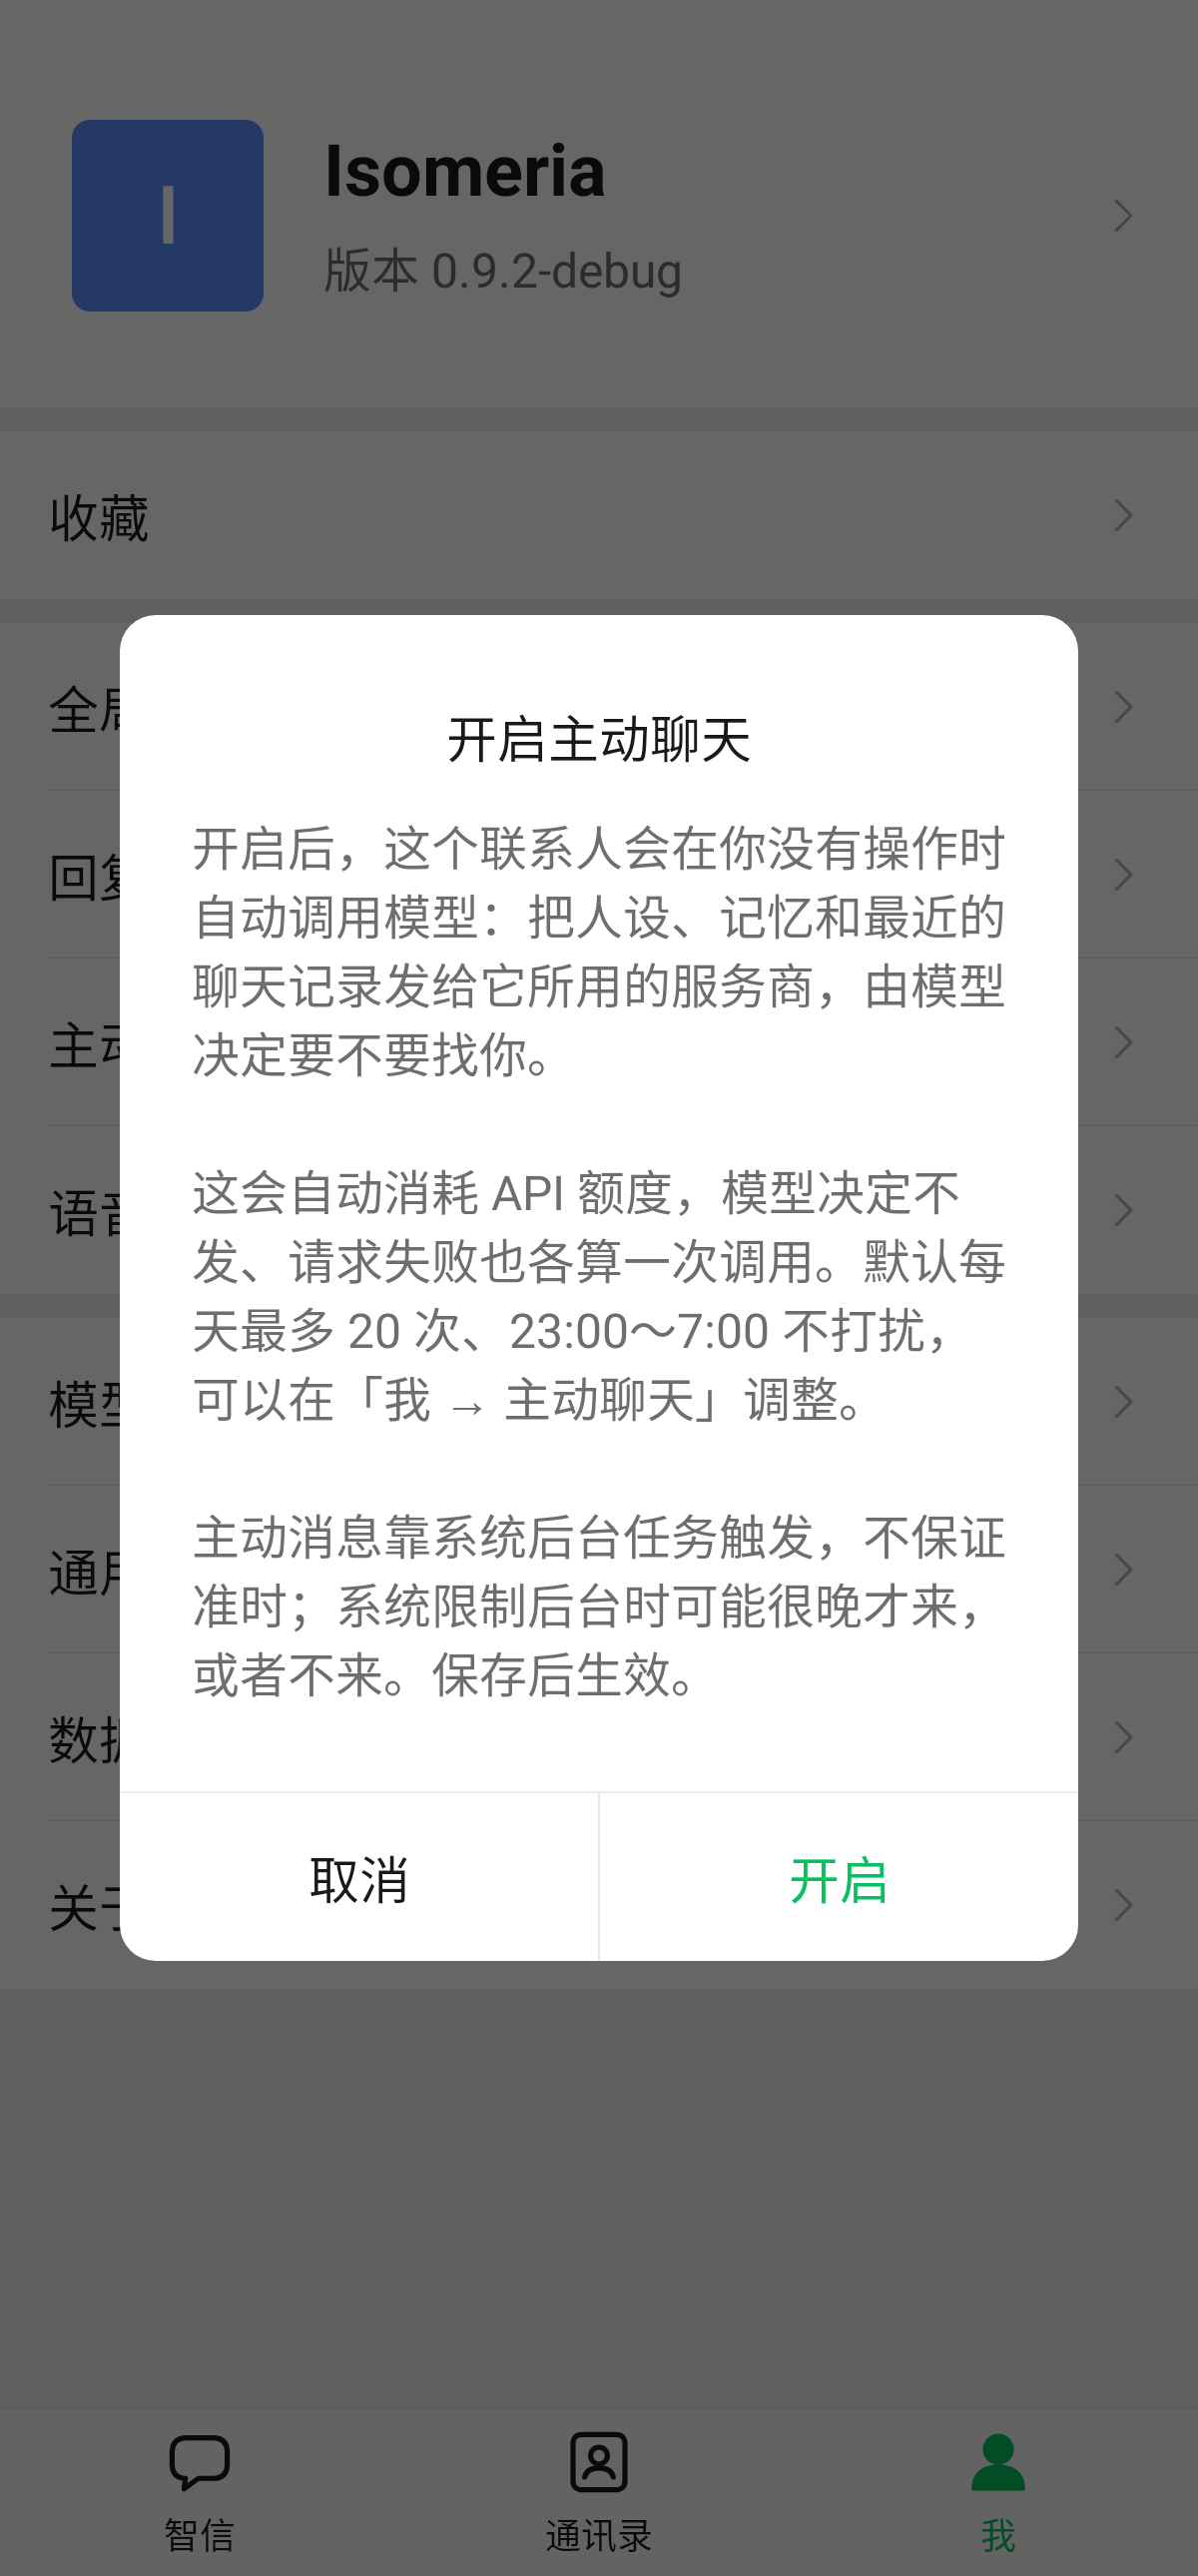 I
Isomeria
版本 0.9.2-debug
收藏
全
回
主
语
模
通
数
关
开启主动聊天
开启后，这个联系人会在你没有操作时
自动调用模型：把人设、记忆和最近的
聊天记录发给它所用的服务商，由模型
决定要不要找你。
这会自动消耗 API 额度，模型决定不
发、请求失败也各算一次调用。默认每
天最多 20 次、23:00～7:00 不打扰，
可以在「我 → 主动聊天」调整。
主动消息靠系统后台任务触发，不保证
准时；系统限制后台时可能很晚才来，
或者不来。保存后生效。
取消
开启
智信
通讯录
我